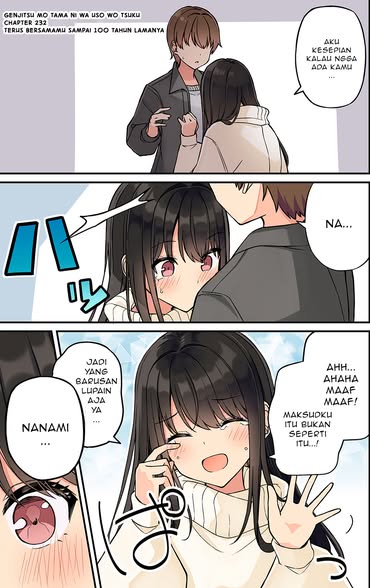 GENJITSU MO TAMA NI WA USO WO TSUKU
CHAPTER 232
TERUS BERSAMAMU SAMPAI 100 TAHUN LAMANYA
AKU
KESEPIAN
KALAU NGGA
ADA KAMU
...
NA...
ハッ
AHH...
AHAHA
MAAF
MAAF!
MAKSUDKU
ITU BUKAN
SEPERTI
ITU...!
JADI
YANG
BARUSAN
LUPAIN
AJA
YA
...
NANAMI
...
ぱっ